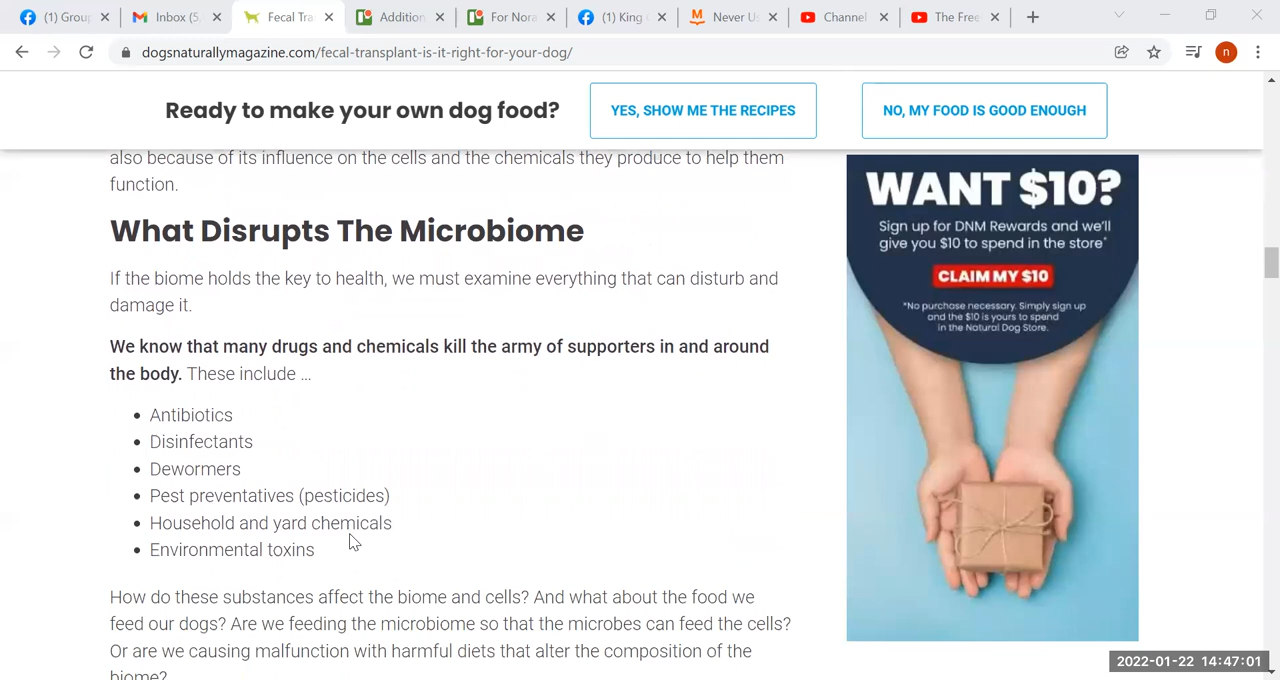 (1) Group
Inbox (5,
Fecal Tra
Addition
For Nora
(1) King
Never U
Channel
The Free
dogsnaturallymagazine.com/fecal-transplant-is-it-right-for-your-dog/
n
Ready to make your own dog food?
YES, SHOW ME THE RECIPES
NO, MY FOOD IS GOOD ENOUGH
also because of its influence on the cells and the chemicals they produce to help them
function.
What Disrupts The Microbiome
If the biome holds the key to health, we must examine everything that can disturb and
damage it.
We know that many drugs and chemicals kill the army of supporters in and around
the body. These include ...
• Antibiotics
• Disinfectants
• Dewormers
• Pest preventatives (pesticides)
• Household and yard chemicals
• Environmental toxins
How do these substances affect the biome and cells? And what about the food we
feed our dogs? Are we feeding the microbiome so that the microbes can feed the cells?
Or are we causing malfunction with harmful diets that alter the composition of the
biome?
WANT $10?
Sign up for DNM Rewards and we'll
give you $10 to spend in the store*
CLAIM MY $10
*No purchase necessary. Simply sign up
and the $10 is yours to spend
in the Natural Dog Store.
2022-01-22 14:47:01